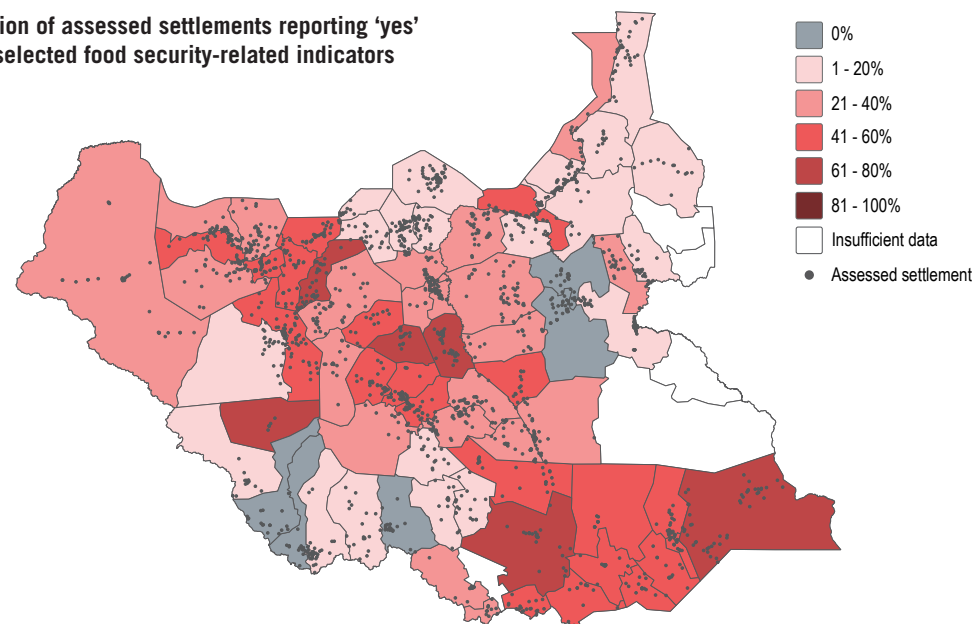 ion of assessed settlements reporting ‘yes’
selected food security-related indicators
0%
1 - 20%
21 - 40%
41 - 60%
61 - 80%
81 - 100%
Insufficient data
Assessed settlement